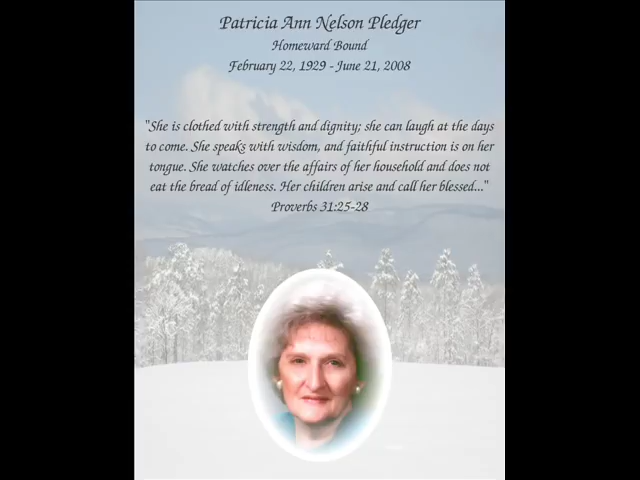 Patricia Ann Nelson Pledger
Homeward Bound
February 22, 1929 - June 21, 2008
"She is clothed with strength and dignity; she can laugh at the days
to come. She speaks with wisdom, and faithful instruction is on her
tongue. She watches over the affairs of her household and does not
eat the bread of idleness. Her children arise and call her blessed..."
Proverbs 31:25-28